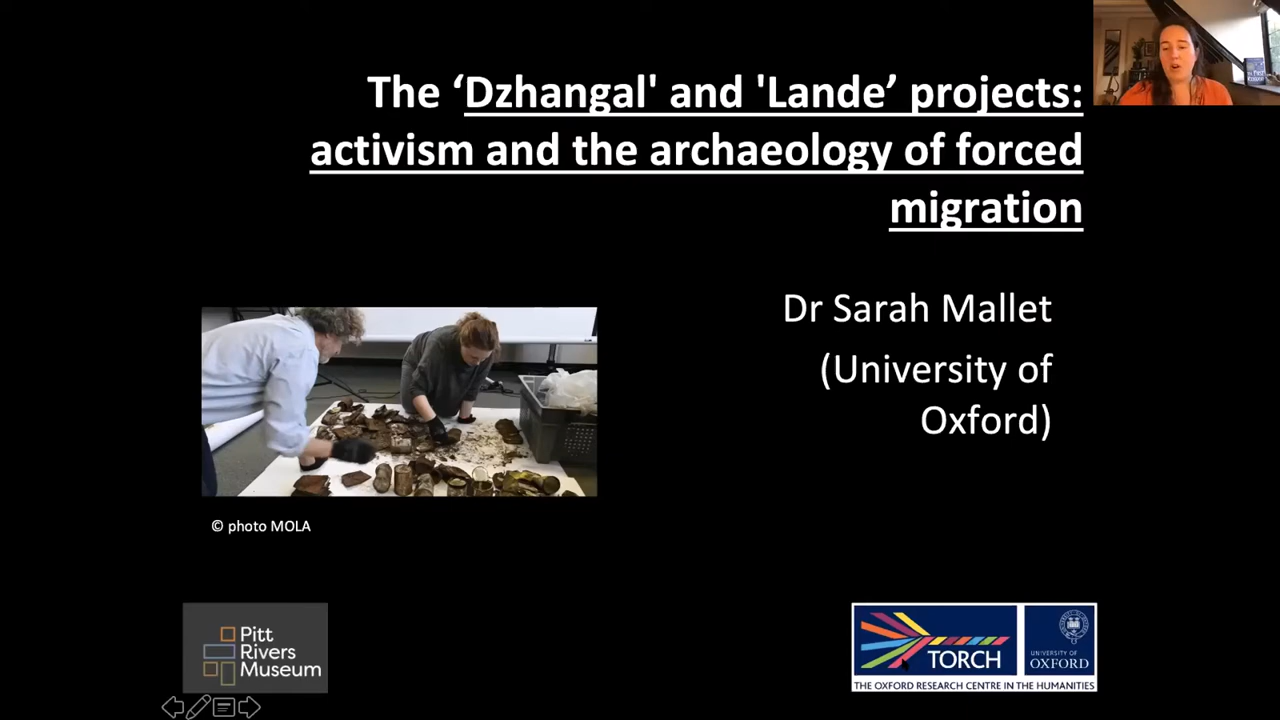 The ‘Dzhangal' and 'Lande’ projects:
activism and the archaeology of forced
migration
Dr Sarah Mallet
(University of
Oxford)
© photo MOLA
Pitt
Rivers
Museum
TORCH
UNIVERSITY OF
OXFORD
THE OXFORD RESEARCH CENTRE IN THE HUMANITIES